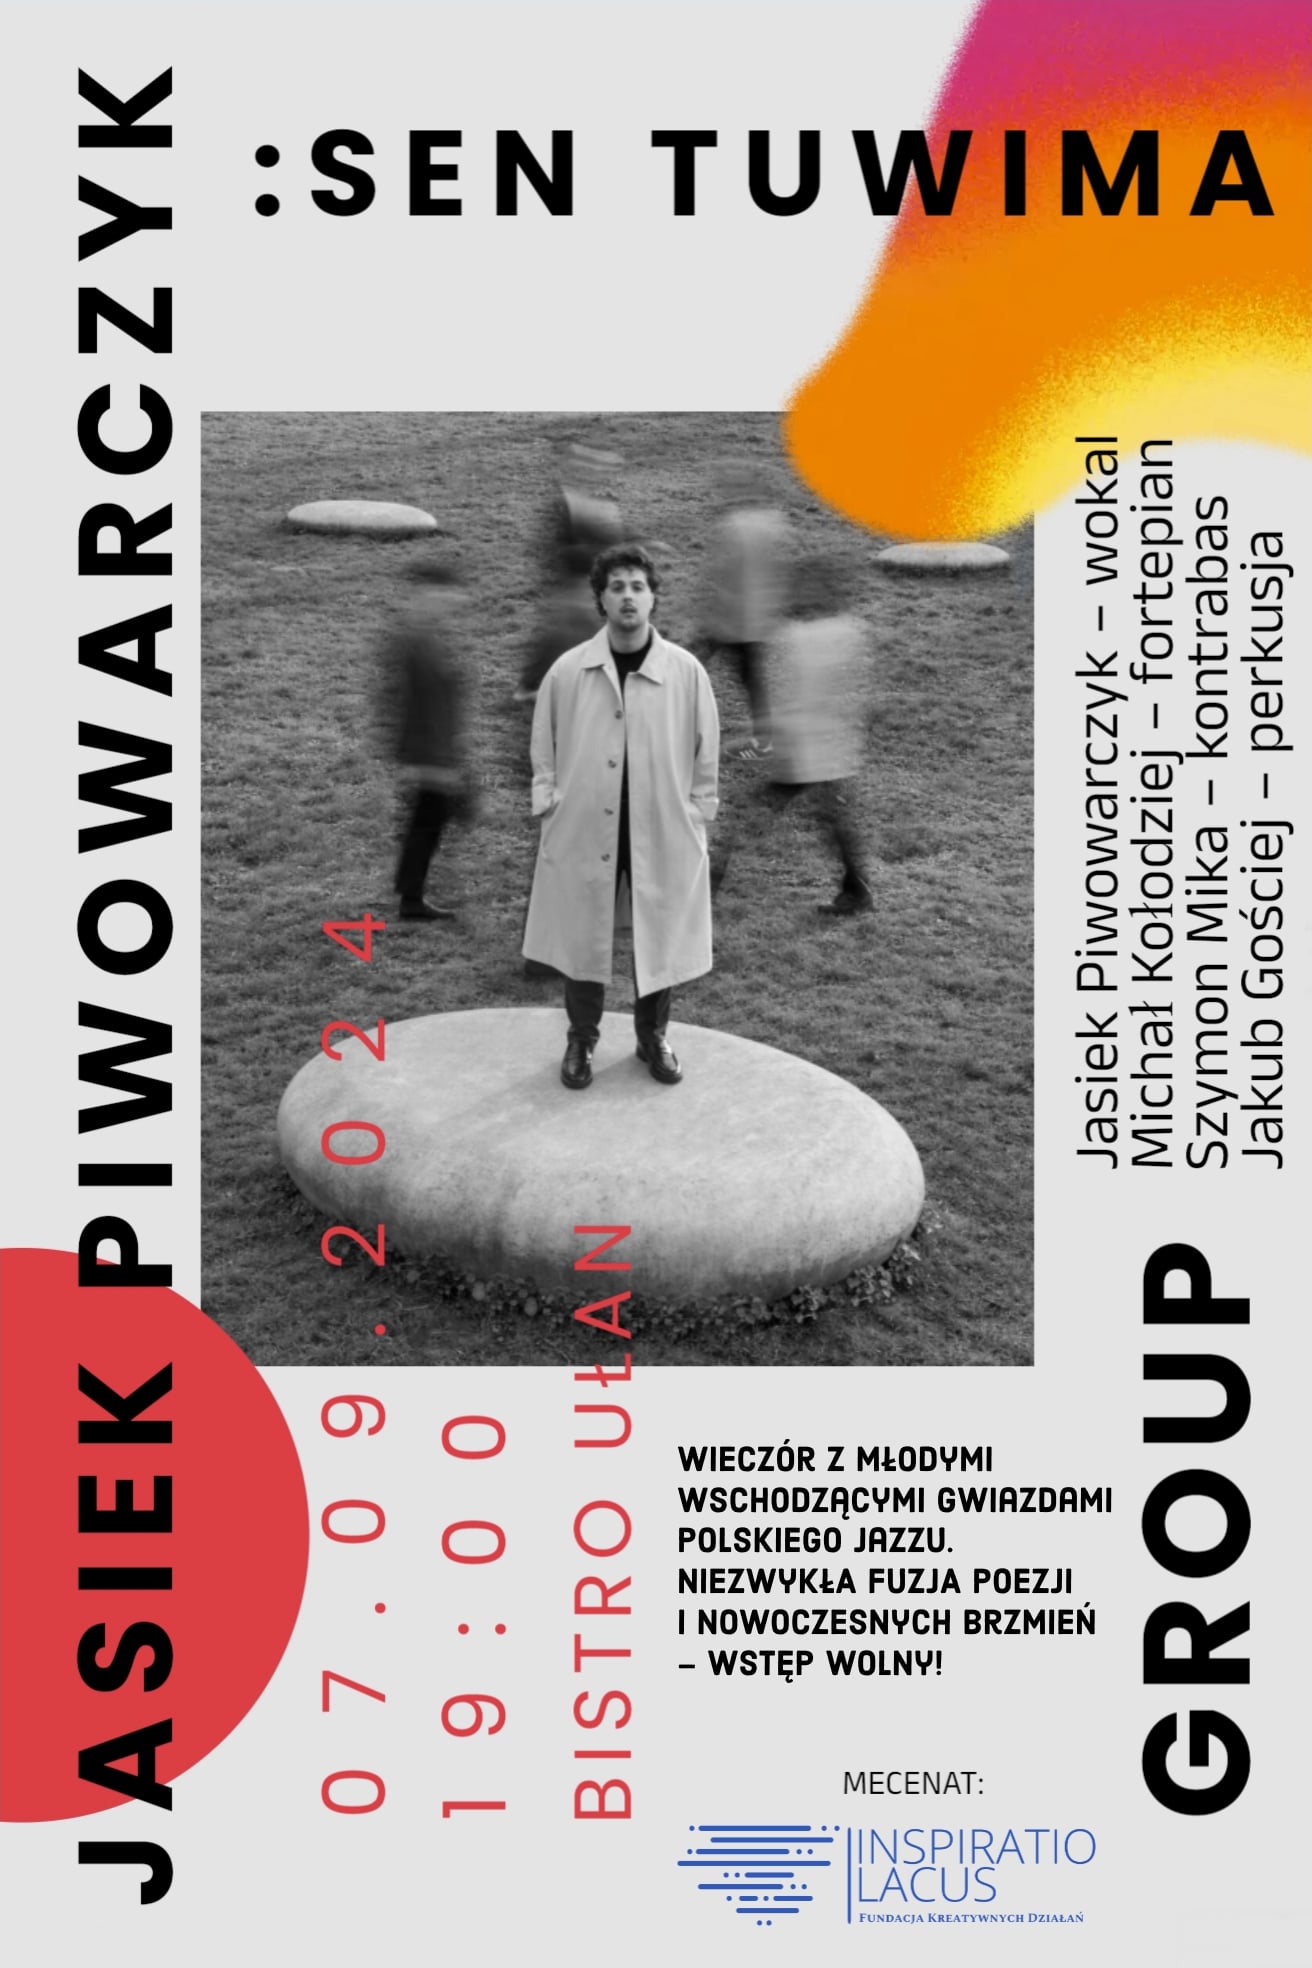 JASIEK PIWOWARCZYK
:SEN TUWIMA
Jasiek Piwowarczyk – wokal
Michał Kołodziej – fortepian
Szymon Mika – kontrabas
Jakub Gościej – perkusja
GROUP
07.09.2024
19:00
BISTRO UŁAN
WIECZÓR Z MŁODYMI
WSCHODZĄCYMI GWIAZDAMI
POLSKIEGO JAZZU.
NIEZWYKŁA FUZJA POEZJI
I NOWOCZESNYCH BRZMIEŃ
– WSTĘP WOLNY!
MECENAT:
INSPIRATIO
LACUS
FUNDACJA KREATYWNYCH DZIAŁAŃ